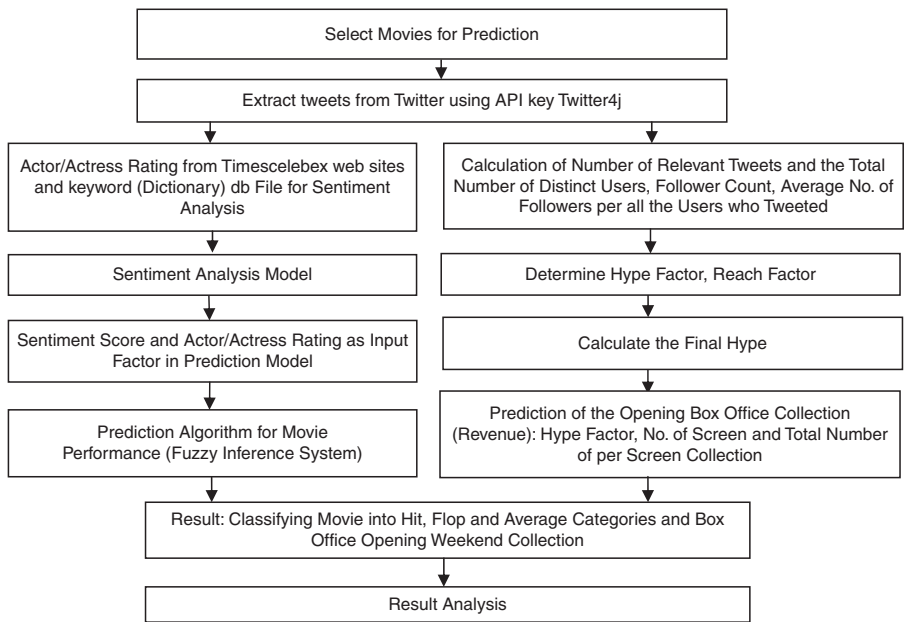 Select Movies for Prediction
Extract tweets from Twitter using API key Twitter4j
Actor/Actress Rating from Timescelebex web sites
and keyword (Dictionary) db File for Sentiment
Analysis
Sentiment Analysis Model
Sentiment Score and Actor/Actress Rating as Input
Factor in Prediction Model
Prediction Algorithm for Movie
Performance (Fuzzy Inference System)
Calculation of Number of Relevant Tweets and the Total
Number of Distinct Users, Follower Count, Average No. of
Followers per all the Users who Tweeted
Determine Hype Factor, Reach Factor
Calculate the Final Hype
Prediction of the Opening Box Office Collection
(Revenue): Hype Factor, No. of Screen and Total Number
of per Screen Collection
Result: Classifying Movie into Hit, Flop and Average Categories and Box
Office Opening Weekend Collection
Result Analysis